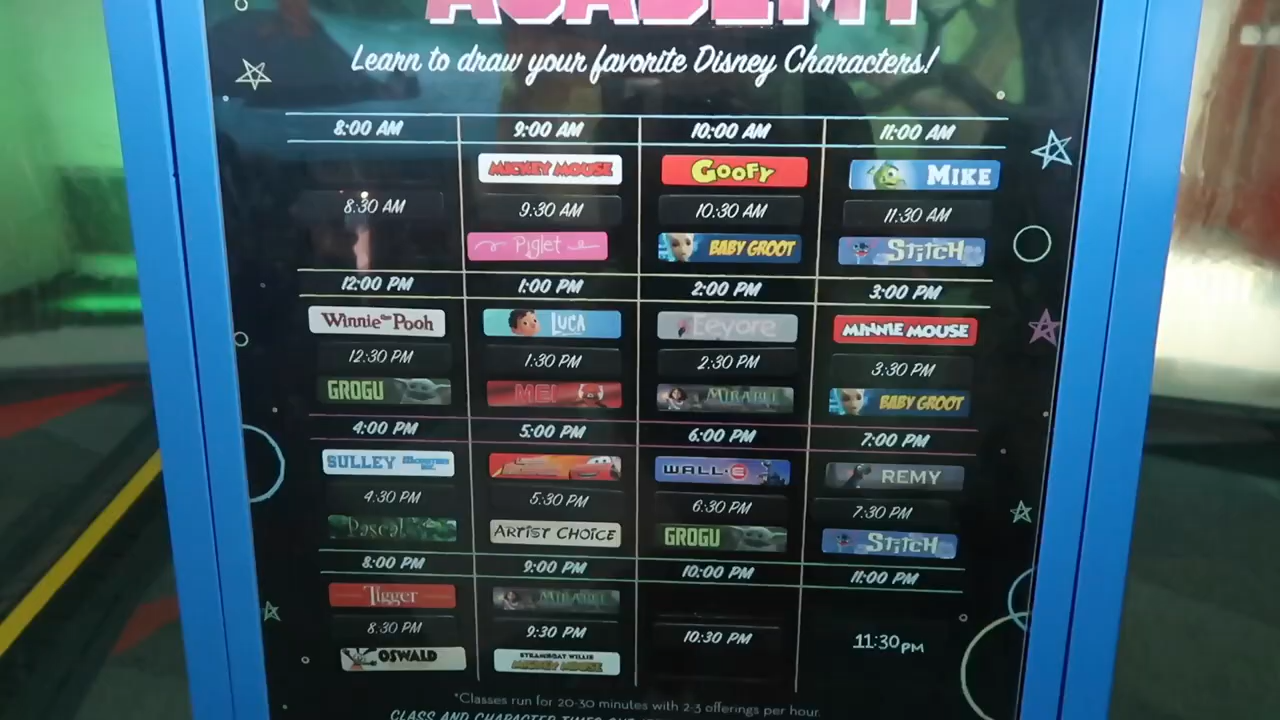 ACADEMY
Learn to draw your favorite Disney Characters!
8:00 AM 9:00 AM 10:00 AM 11:00 AM
MICKEY MOUSE GOOFY MIKE
8:30 AM 9:30 AM 10:30 AM 11:30 AM
Piglet BABY GROOT STITCH
12:00 PM 1:00 PM 2:00 PM 3:00 PM
Winnie the Pooh LUCA Eeyore MINNIE MOUSE
12:30 PM 1:30 PM 2:30 PM 3:30 PM
GROGU MEI MIRABEL BABY GROOT
4:00 PM 5:00 PM 6:00 PM 7:00 PM
SULLEY WALL•E REMY
4:30 PM 5:30 PM 6:30 PM 7:30 PM
Pascal ARTIST CHOICE GROGU STITCH
8:00 PM 9:00 PM 10:00 PM 11:00 PM
Tigger MIRABEL
8:30 PM 9:30 PM 10:30 PM 11:30 PM
OSWALD STEAMBOAT WILLIE
MICKEY MOUSE
*Classes run for 20-30 minutes with 2-3 offerings per hour.
CLASS AND CHARACTER TIMES